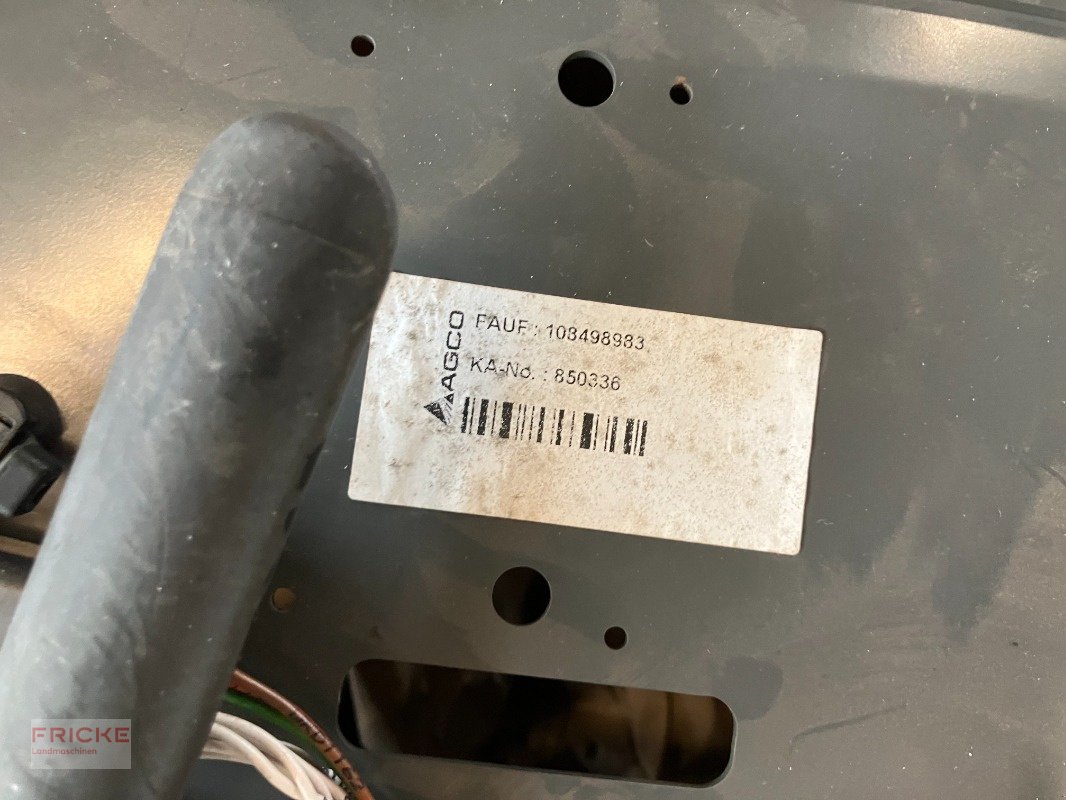 AGCO
FAUF : 108498983
KA-No. : 850336
FRICKE
Landmaschinen